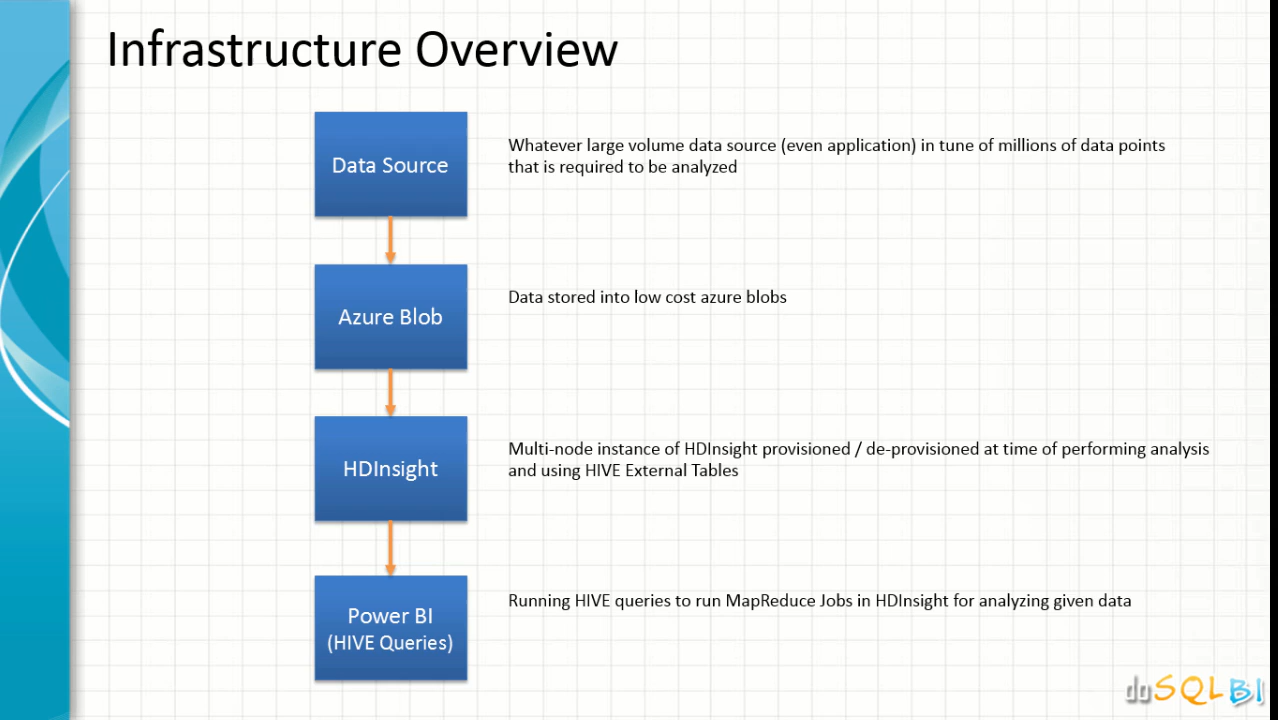 Infrastructure Overview
Data Source
Whatever large volume data source (even application) in tune of millions of data points
that is required to be analyzed
Azure Blob
Data stored into low cost azure blobs
HDInsight
Multi-node instance of HDInsight provisioned / de-provisioned at time of performing analysis
and using HIVE External Tables
Power BI
(HIVE Queries)
Running HIVE queries to run MapReduce Jobs in HDInsight for analyzing given data
doSQLBI